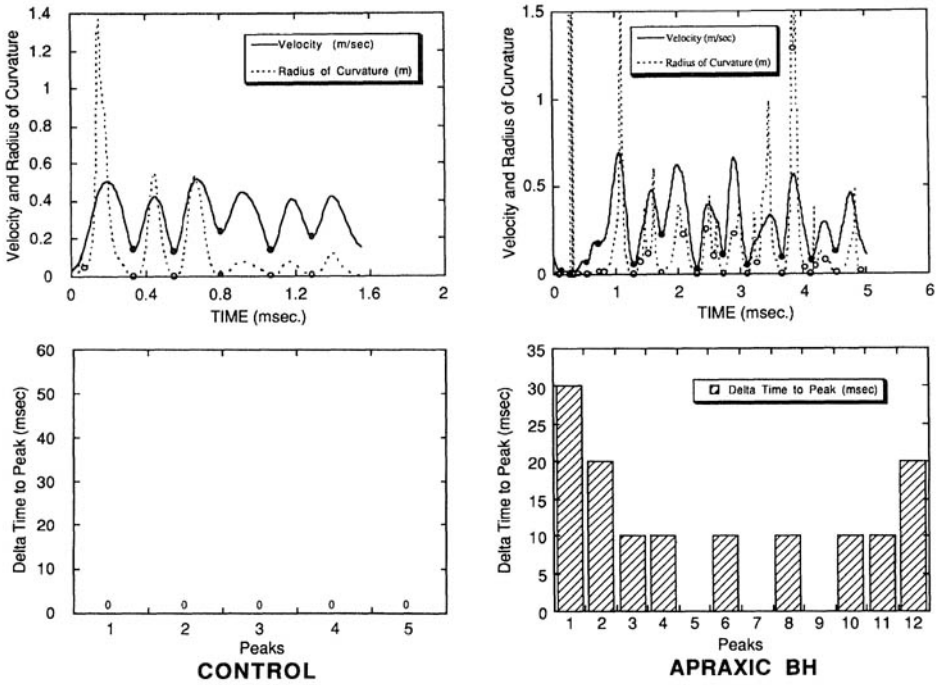 1.4
1.2
1
0.8
0.6
0.4
0.2
0
Velocity and Radius of Curvature
Velocity (m/sec)
Radius of Curvature (m)
0 0.4 0.8 1.2 1.6 2
TIME (msec.)
1.5
1
0.5
0
Velocity and Radius of Curvature
Velocity (m/sec)
Radius of Curvature (m)
0 1 2 3 4 5 6
TIME (msec.)
60
50
40
30
20
10
0
Delta Time to Peak (msec)
0 0 0 0 0
1 2 3 4 5
Peaks
CONTROL
35
30
25
20
15
10
5
0
Delta Time to Peak (msec)
Delta Time to Peak (msec)
1 2 3 4 5 6 7 8 9 10 11 12
Peaks
APRAXIC BH